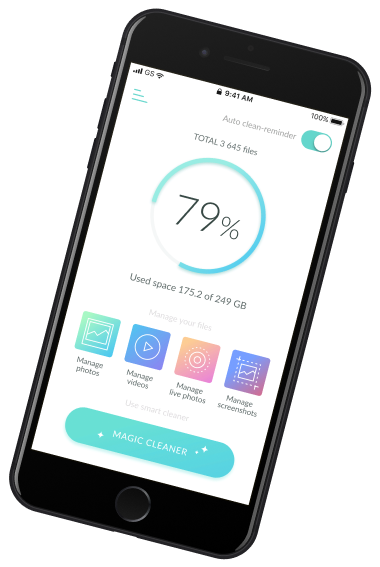 G5 9:41 AM 100%
Auto clean-reminder
TOTAL 3 645 files
79%
Used space 175,2 of 249 GB
Manage your files
Manage photos
Manage videos
Manage live photos
Manage screenshots
Use smart cleaner
MAGIC CLEANER